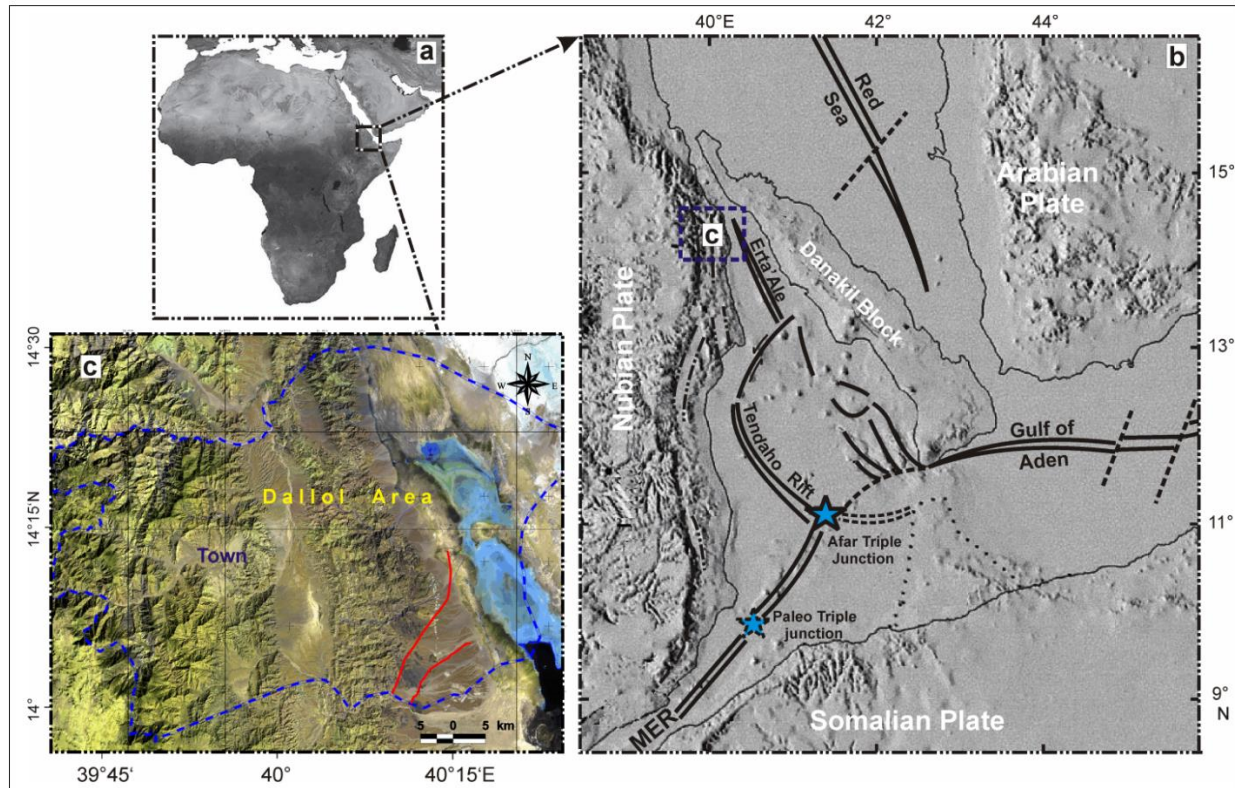 a
40°E
42°
44°
b
Red
Sea
15°
Arabian
Plate
c
Erta'Ale
Danakil Block
Nubian Plate
13°
Tendaho Rift
Gulf of
Aden
11°
Afar Triple
Junction
Paleo Triple
junction
9°
N
MER
Somalian Plate
14°30
c
N
W E
S
Dallol Area
14°15'N
Town
14°
5 0 5 km
39°45'
40°
40°15'E